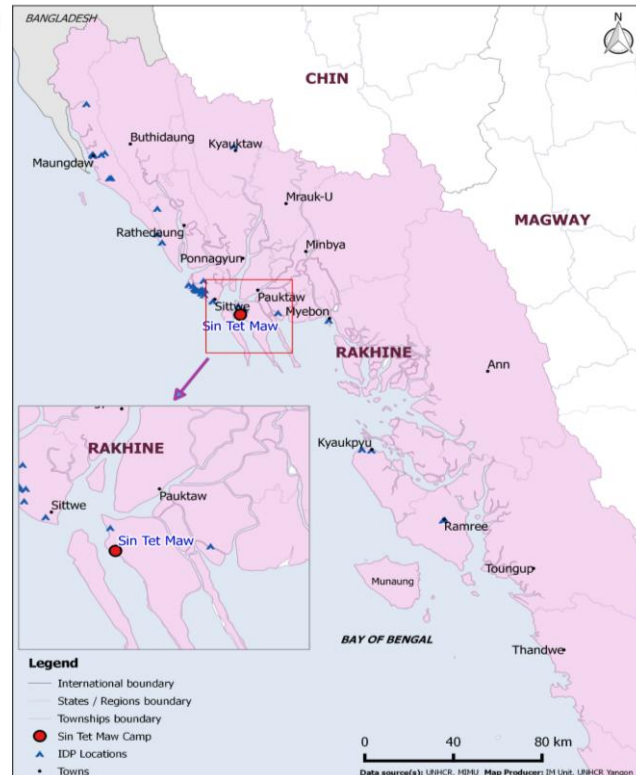 BANGLADESH
N
CHIN
Buthidaung
Kyauktaw
Maungdaw
Mrauk-U
MAGWAY
Rathedaung
Minbya
Ponnagyun
Pauktaw
Sittwe
Myebon
Sin Tet Maw
RAKHINE
Ann
RAKHINE
Kyaukpyu
Sittwe
Pauktaw
Sin Tet Maw
Ramree
Toungup
Munaung
BAY OF BENGAL
Thandwe
Legend
International boundary
States / Regions boundary
Townships boundary
Sin Tet Maw Camp
IDP Locations
Towns
0 40 80 km
Data source(s): UNHCR, MIMU Map Producer: IM Unit, UNHCR Yangon